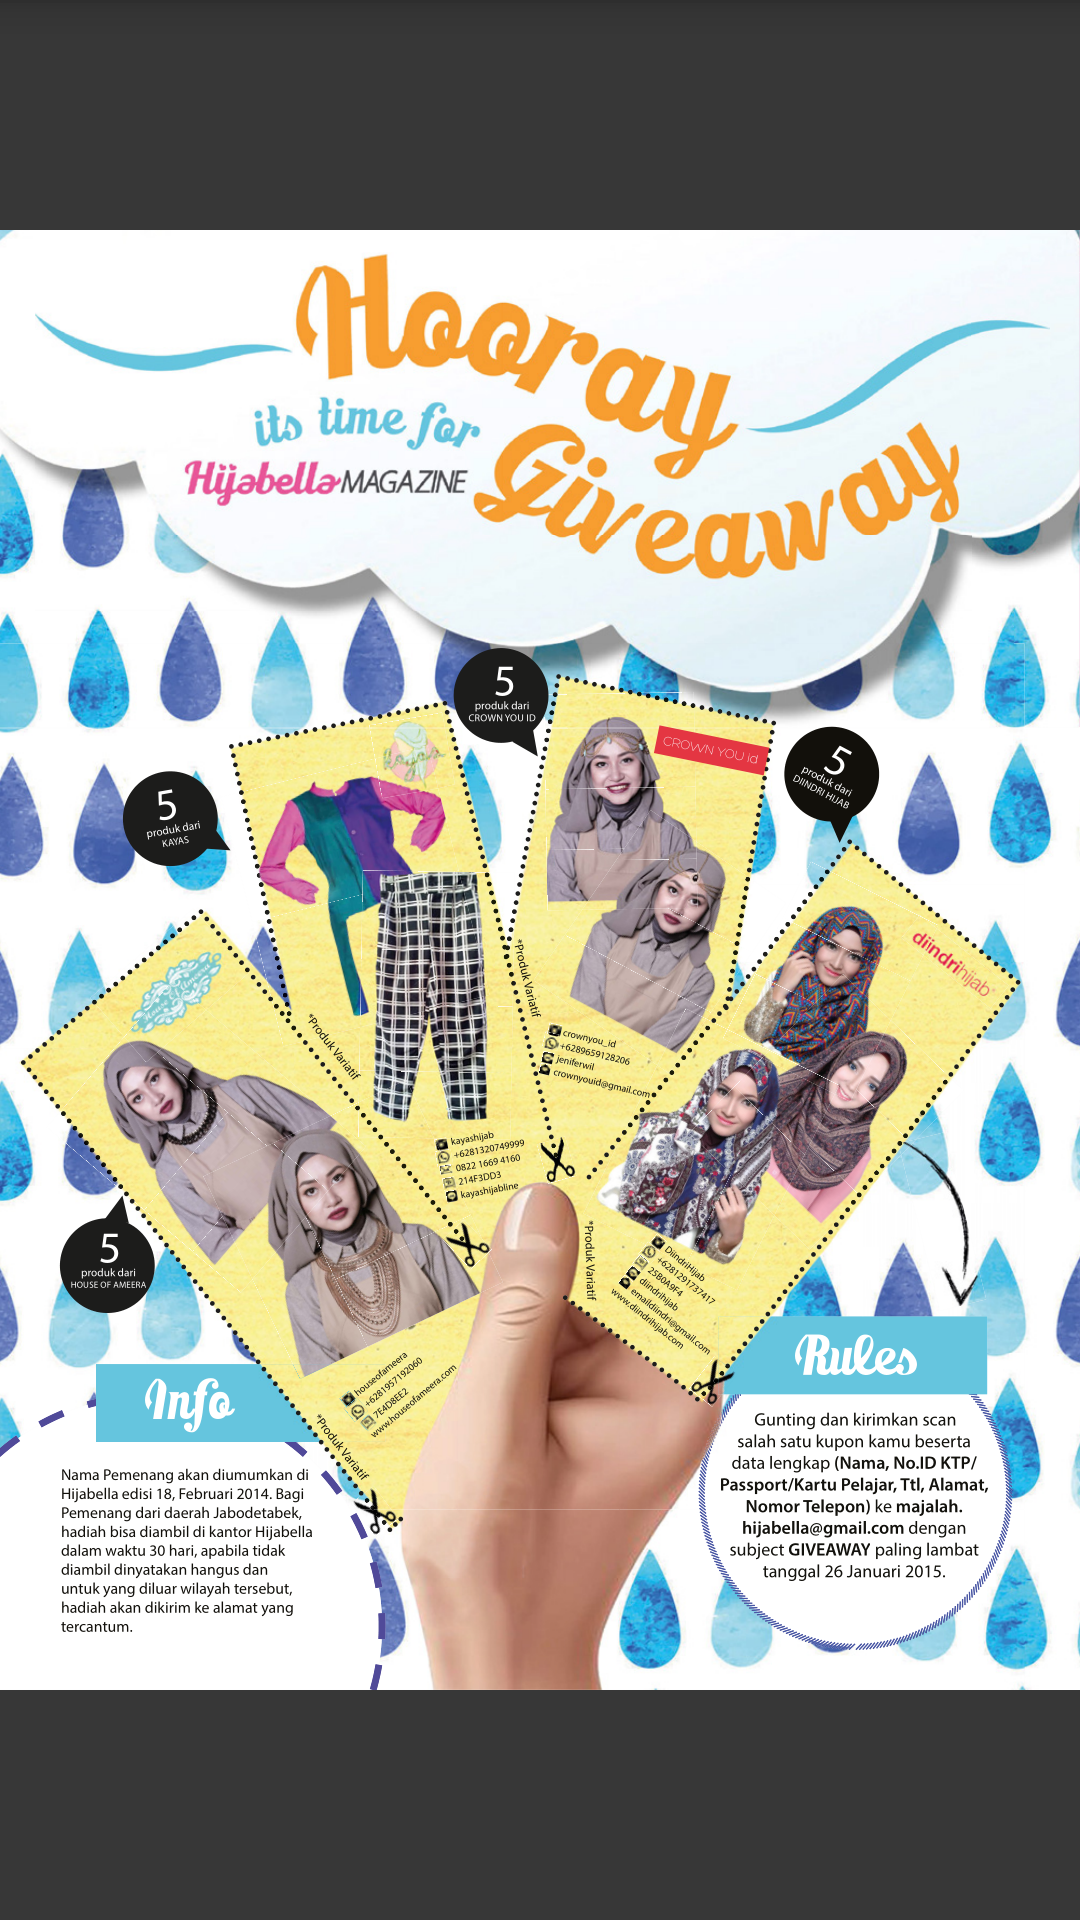 Hooray
its time for
Hijabella MAGAZINE
Giveaway
5
produk dari
CROWN YOU ID
5
produk dari
DIINDRI HIJAB
5
produk dari
KAYAS
5
produk dari
HOUSE OF AMEERA
Kayas
CROWN YOU id
diindrihijab
House of Ameera
*Produk Variatif
kayashijab
+6281320749999
0822 1669 4160
214F3DD3
kayashijabline
*Produk Variatif
crownyou_id
+6289659128206
jeniferwil
crownyouid@gmail.com
*Produk Variatif
DiindriHijab
+6281291737417
25B0A9F4
diindrihijab
emaildiindri@gmail.com
www.diindrihijab.com
*Produk Variatif
houseofameera
+6281957192060
7E4D8EE2
www.houseofameera.com
Info
Nama Pemenang akan diumumkan di
Hijabella edisi 18, Februari 2014. Bagi
Pemenang dari daerah Jabodetabek,
hadiah bisa diambil di kantor Hijabella
dalam waktu 30 hari, apabila tidak
diambil dinyatakan hangus dan
untuk yang diluar wilayah tersebut,
hadiah akan dikirim ke alamat yang
tercantum.
Rules
Gunting dan kirimkan scan
salah satu kupon kamu beserta
data lengkap (Nama, No.ID KTP/
Passport/Kartu Pelajar, Ttl, Alamat,
Nomor Telepon) ke majalah.
hijabella@gmail.com dengan
subject GIVEAWAY paling lambat
tanggal 26 Januari 2015.